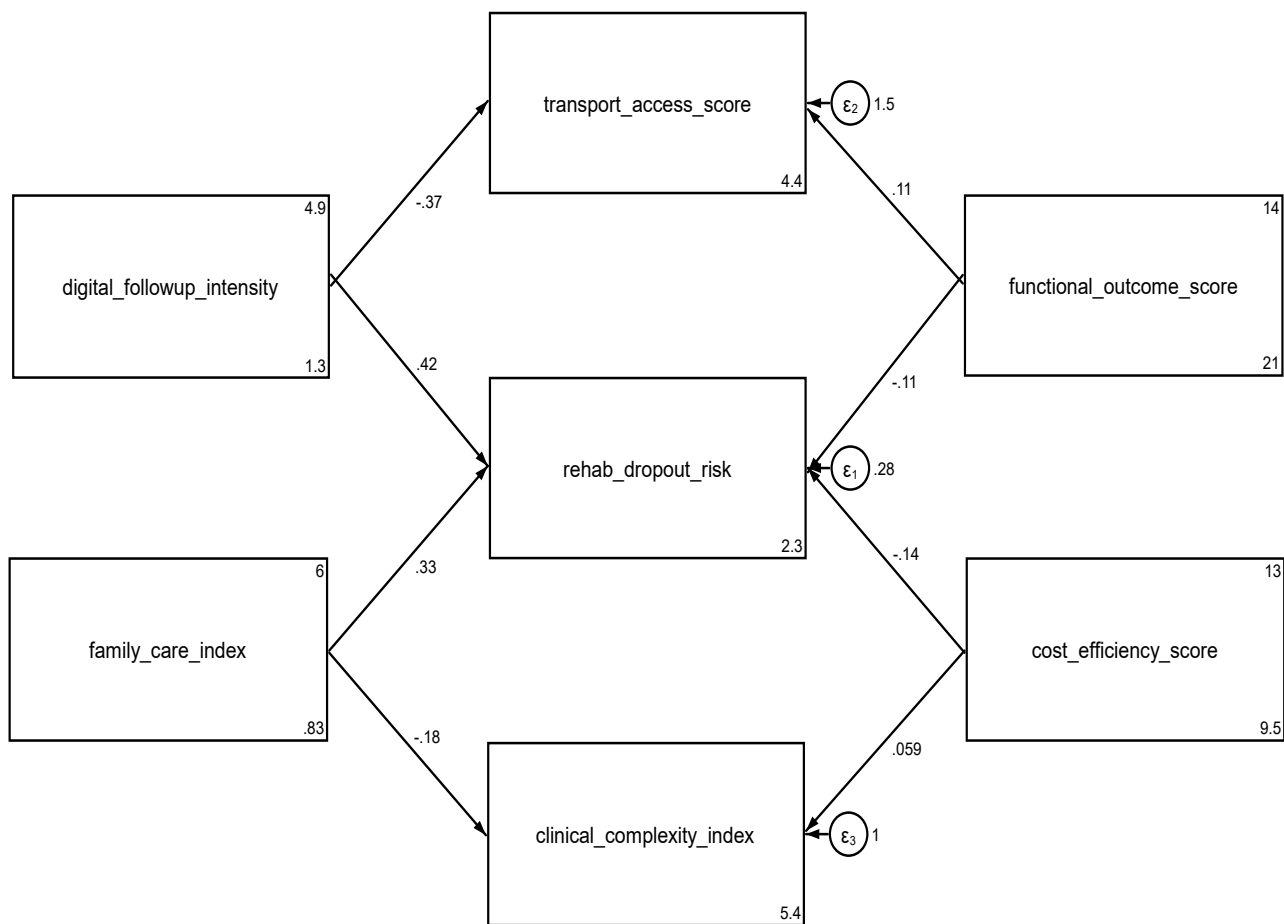 transport_access_score
4.4
ε2 1.5
-.37
.11
4.9
digital_followup_intensity
1.3
14
functional_outcome_score
21
.42
-.11
rehab_dropout_risk
2.3
ε1 .28
.33
-.14
6
family_care_index
.83
13
cost_efficiency_score
9.5
-.18
.059
clinical_complexity_index
5.4
ε3 1